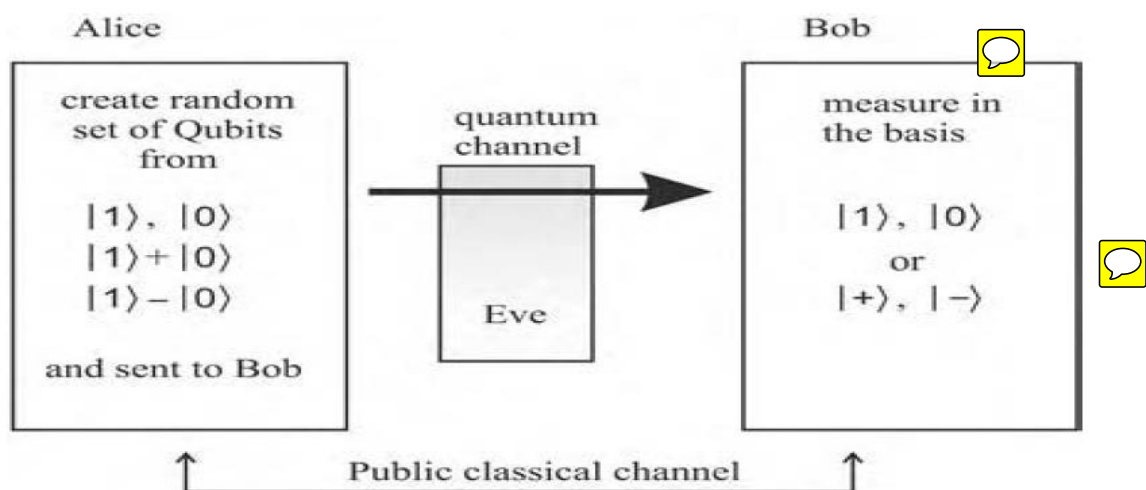 Alice
create random
set of Qubits
from
|1⟩, |0⟩
|1⟩+|0⟩
|1⟩−|0⟩
and sent to Bob
quantum
channel
Eve
Bob
measure in
the basis
|1⟩, |0⟩
or
|+⟩, |−⟩
Public classical channel